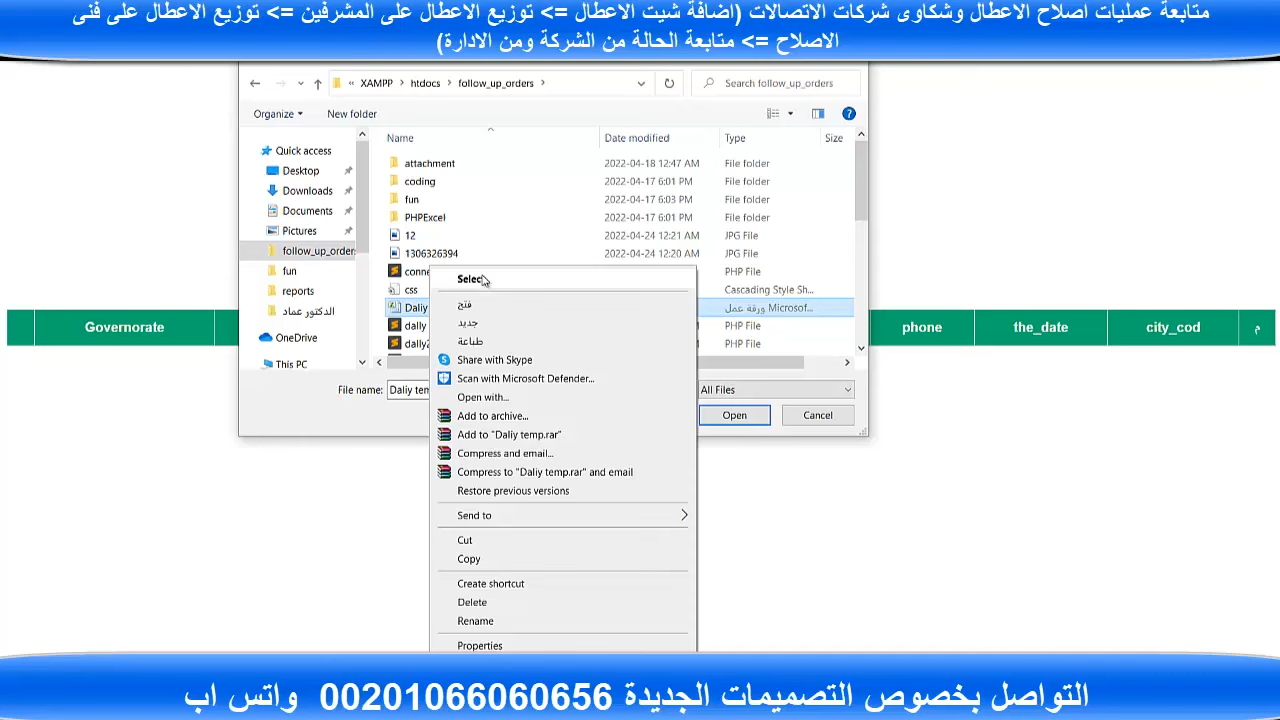 متابعة عمليات اصلاح الاعطال وشكاوى شركات الاتصالات (اضافة شيت الاعطال => توزيع الاعطال على المشرفين => توزيع الاعطال على فنى
الاصلاح => متابعة الحالة من الشركة ومن الادارة)
« XAMPP > htdocs > follow_up_orders > Search follow_up_orders
Organize New folder
Name Date modified Type Size
Quick access
Desktop
Downloads
Documents
Pictures
follow_up_order
fun
reports
الدكتور عماد
OneDrive
This PC
attachment 2022-04-18 12:47 AM File folder
coding 2022-04-17 6:01 PM File folder
fun 2022-04-17 6:03 PM File folder
PHPExcel 2022-04-17 6:01 PM File folder
12 2022-04-24 12:21 AM JPG File
1306326394 2022-04-24 12:20 AM JPG File
conne PHP File
css Cascading Style Sh...
Daliy ورقة عمل Microsof...
dally PHP File
dally2 PHP File
File name: Daliy tem All Files
Open Cancel
Select
فتح
جديد
طباعة
Share with Skype
Scan with Microsoft Defender...
Open with...
Add to archive...
Add to "Daliy temp.rar"
Compress and email...
Compress to "Daliy temp.rar" and email
Restore previous versions
Send to
Cut
Copy
Create shortcut
Delete
Rename
Properties
Governorate phone the_date city_cod م
التواصل بخصوص التصميمات الجديدة 00201066060656 واتس اب